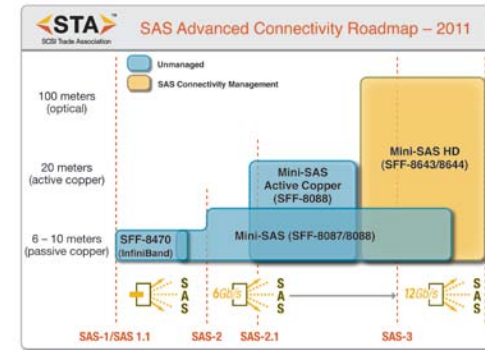 STA
SCSI Trade Association
SAS Advanced Connectivity Roadmap – 2011
Unmanaged
SAS Connectivity Management
100 meters
(optical)
20 meters
(active copper)
6 – 10 meters
(passive copper)
Mini-SAS HD
(SFF-8643/8644)
Mini-SAS
Active Copper
(SFF-8088)
SFF-8470
(InfiniBand)
Mini-SAS (SFF-8087/8088)
SAS
6Gb/s
SAS
12Gb/s
SAS
SAS-1/SAS 1.1
SAS-2
SAS-2.1
SAS-3